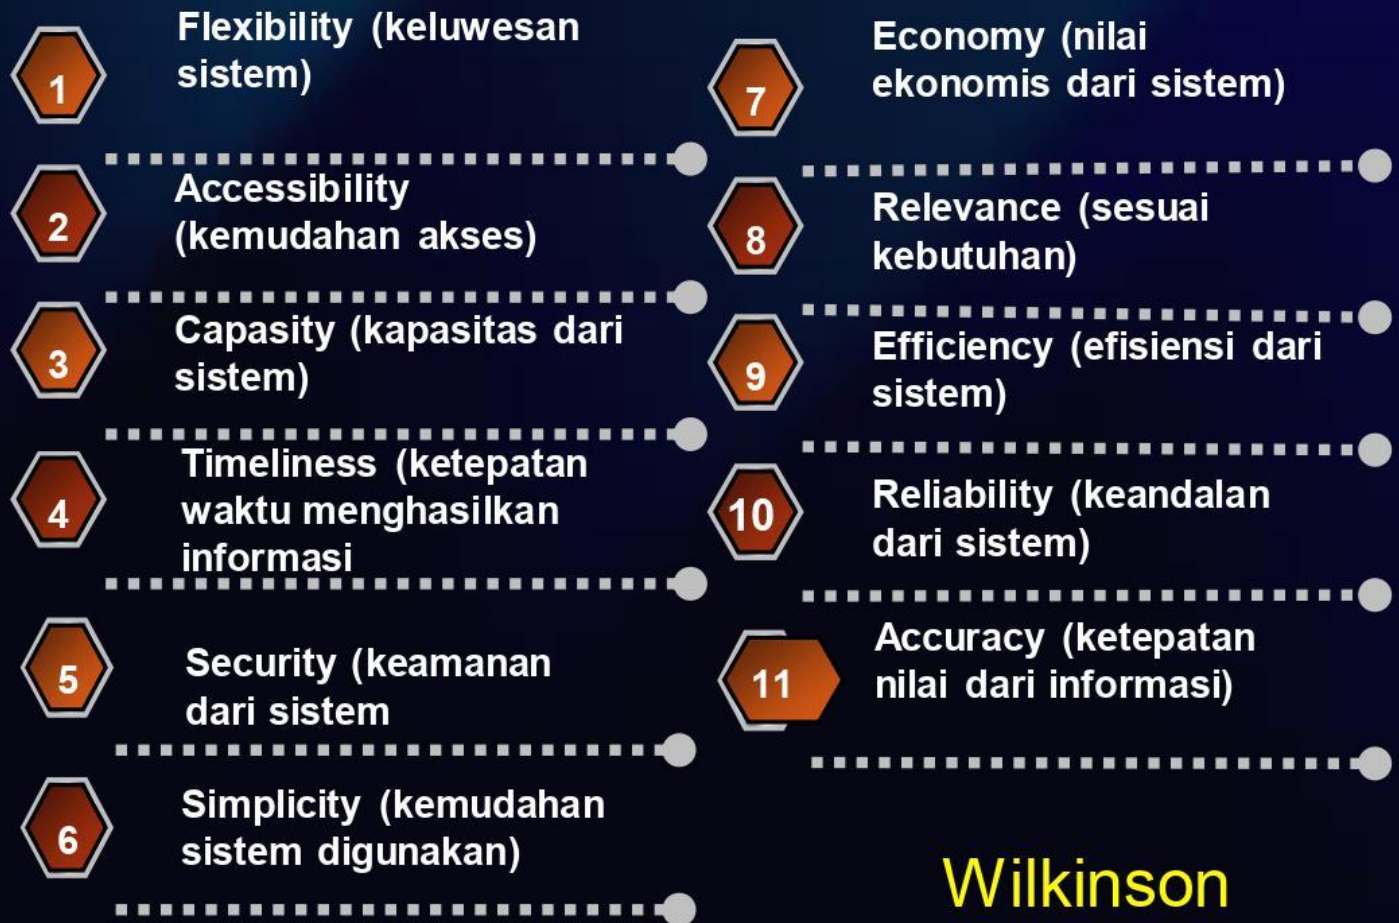 1
Flexibility (keluwesan
sistem)
2
Accessibility
(kemudahan akses)
3
Capasity (kapasitas dari
sistem)
4
Timeliness (ketepatan
waktu menghasilkan
informasi
5
Security (keamanan
dari sistem
6
Simplicity (kemudahan
sistem digunakan)
7
Economy (nilai
ekonomis dari sistem)
8
Relevance (sesuai
kebutuhan)
9
Efficiency (efisiensi dari
sistem)
10
Reliability (keandalan
dari sistem)
11
Accuracy (ketepatan
nilai dari informasi)
Wilkinson